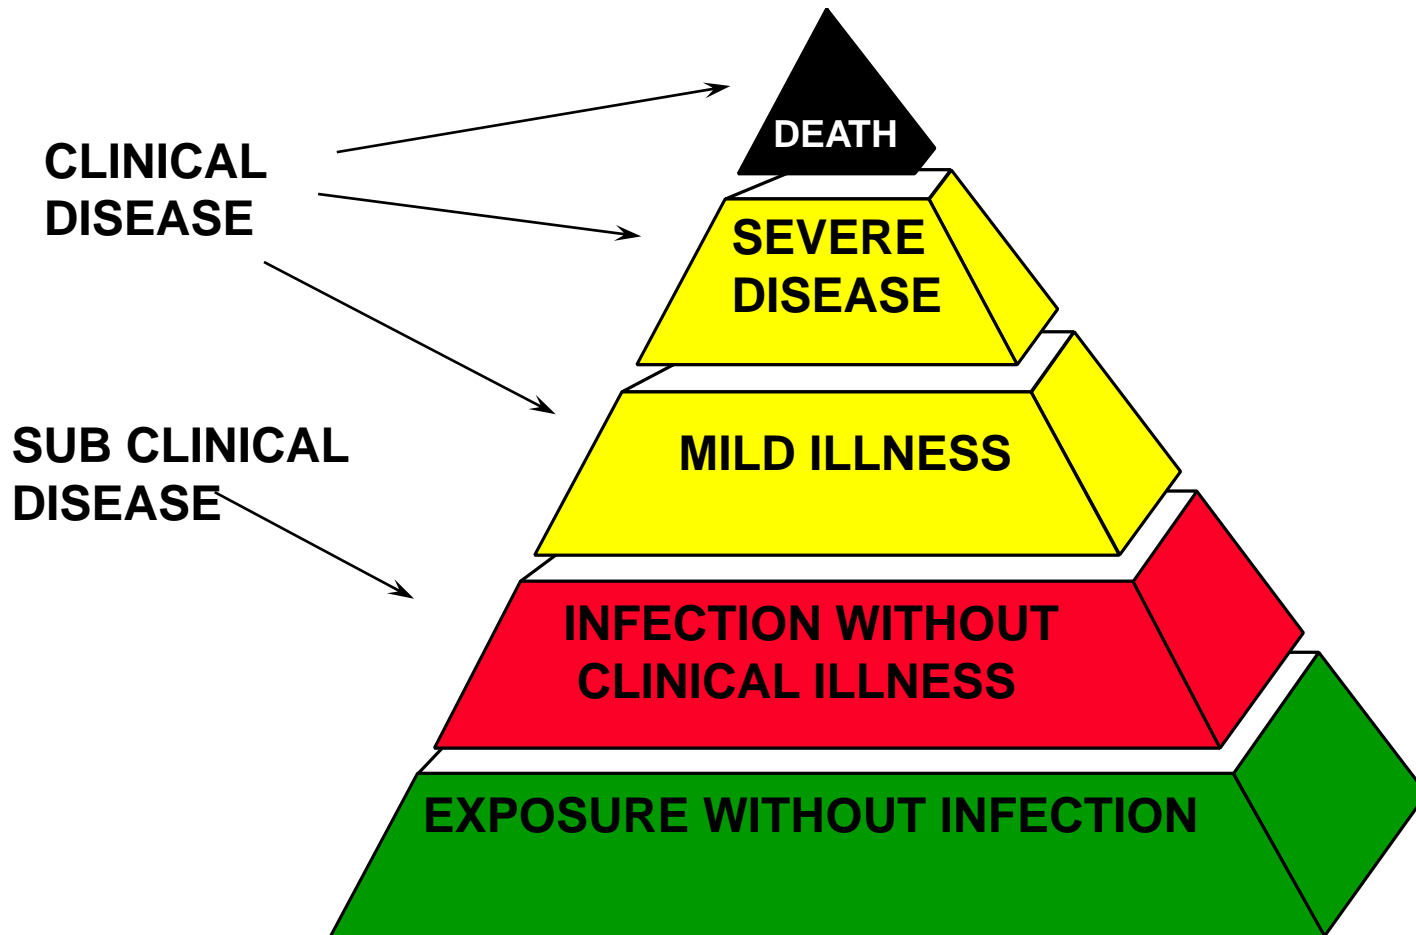 DEATH
CLINICAL
DISEASE
SEVERE
DISEASE
MILD ILLNESS
SUB CLINICAL
DISEASE
INFECTION WITHOUT
CLINICAL ILLNESS
EXPOSURE WITHOUT INFECTION